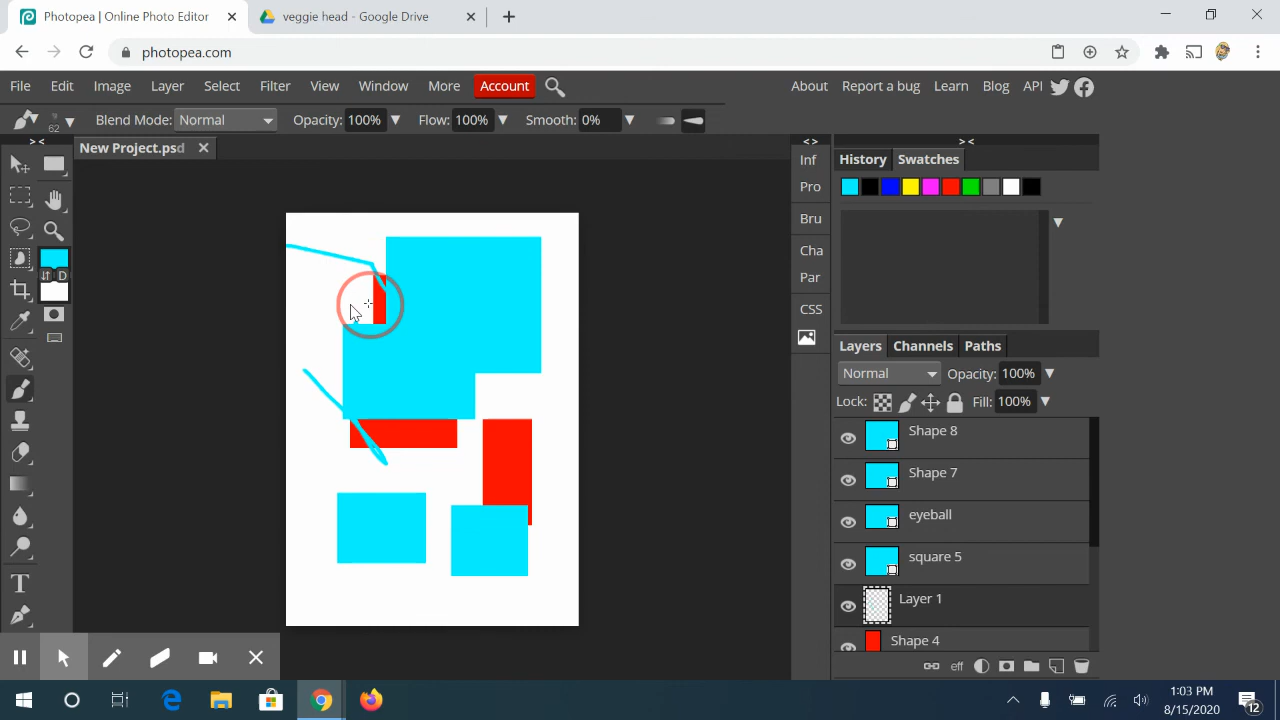 Photopea | Online Photo Editor
veggie head - Google Drive
photopea.com
File Edit Image Layer Select Filter View Window More Account
About Report a bug Learn Blog API
62 Blend Mode: Normal Opacity: 100% Flow: 100% Smooth: 0%
New Project.psd
> <
< >
> <
Inf
Pro
Bru
Cha
Par
CSS
D
T
History Swatches
Layers Channels Paths
Normal Opacity: 100%
Lock: Fill: 100%
Shape 8
Shape 7
eyeball
square 5
Layer 1
Shape 4
eff
1:03 PM
8/15/2020
12